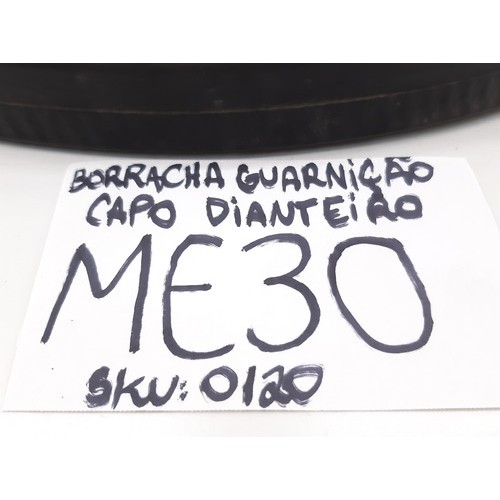 BORRACHA GUARNIÇÃO
CAPO DIANTEIRO
ME30
SKU: 0120